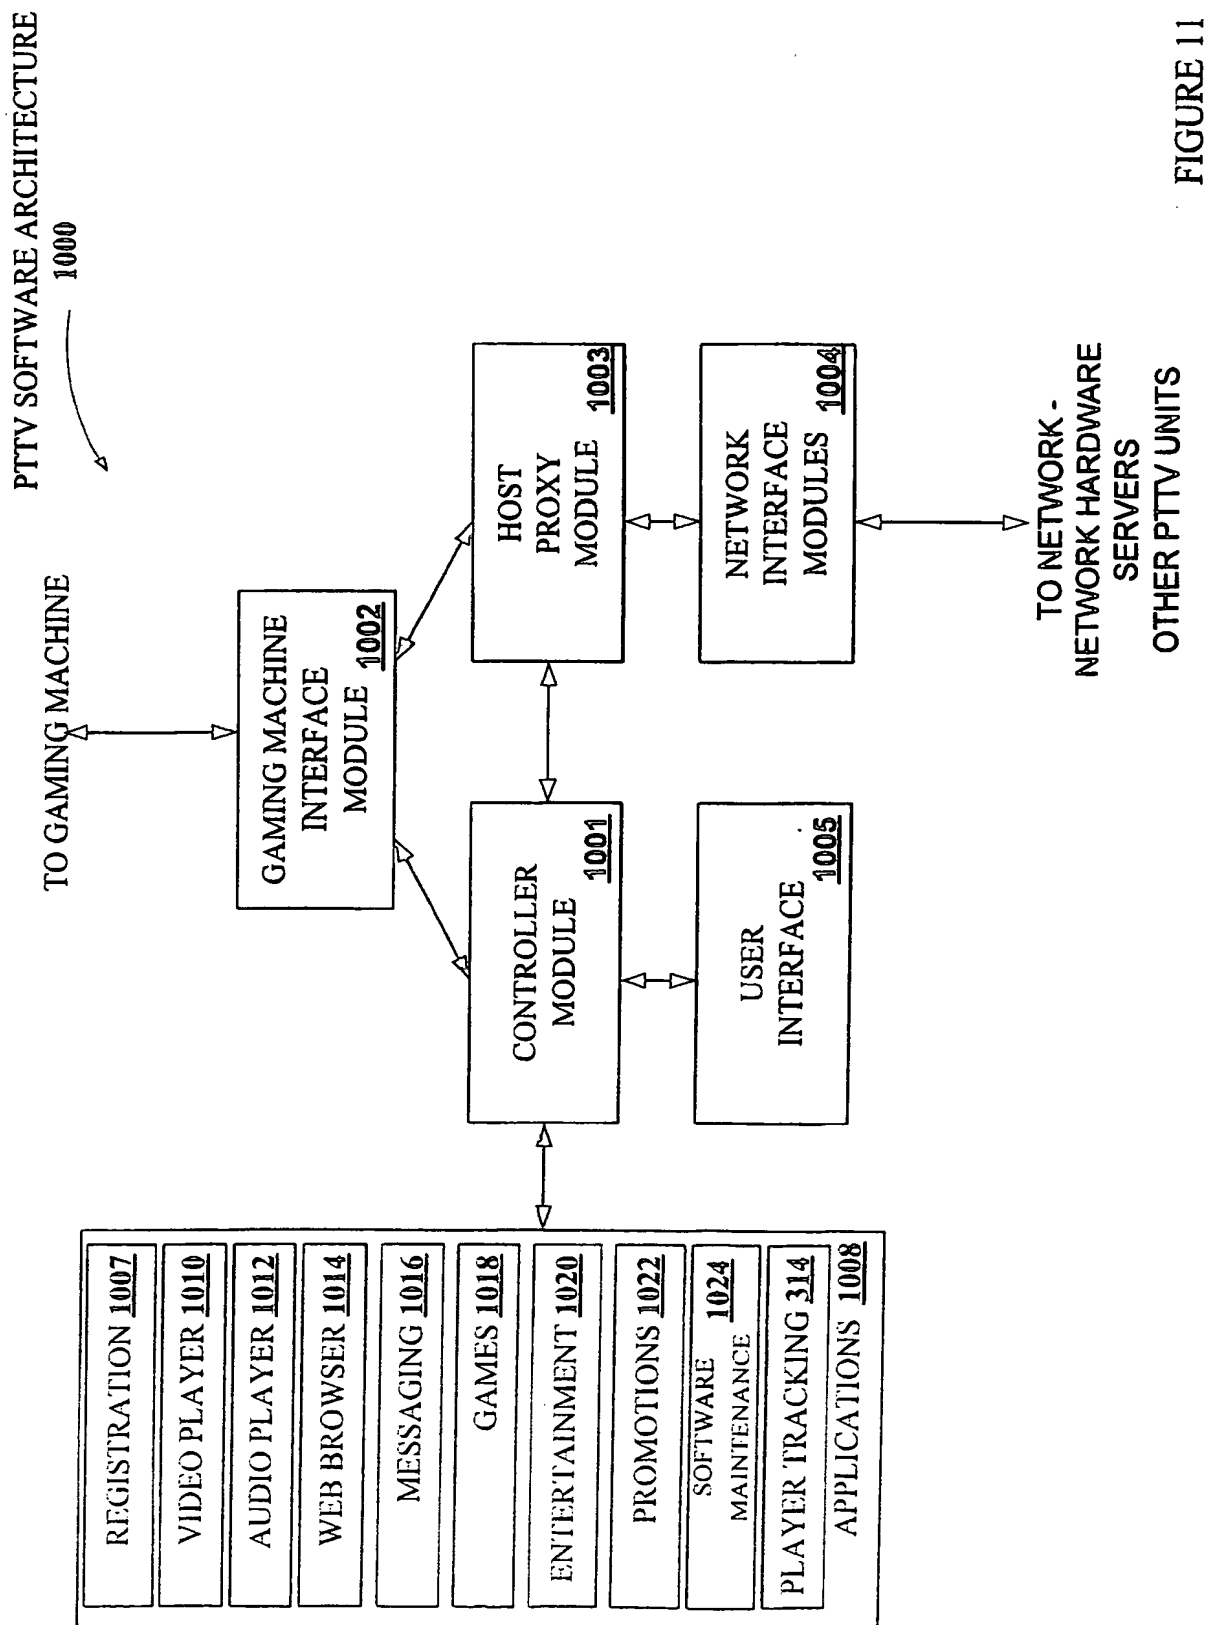 PTTV SOFTWARE ARCHITECTURE
1000
TO GAMING MACHINE
GAMING MACHINE
INTERFACE
MODULE 1002
REGISTRATION 1007
VIDEO PLAYER 1010
AUDIO PLAYER 1012
WEB BROWSER 1014
MESSAGING 1016
GAMES 1018
ENTERTAINMENT 1020
PROMOTIONS 1022
SOFTWARE 1024
MAINTENANCE
PLAYER TRACKING 314
APPLICATIONS 1008
CONTROLLER
MODULE
1001
HOST
PROXY
MODULE
1003
USER
INTERFACE
1005
NETWORK
INTERFACE
MODULES
1004
TO NETWORK -
NETWORK HARDWARE
SERVERS
OTHER PTTV UNITS
FIGURE 11